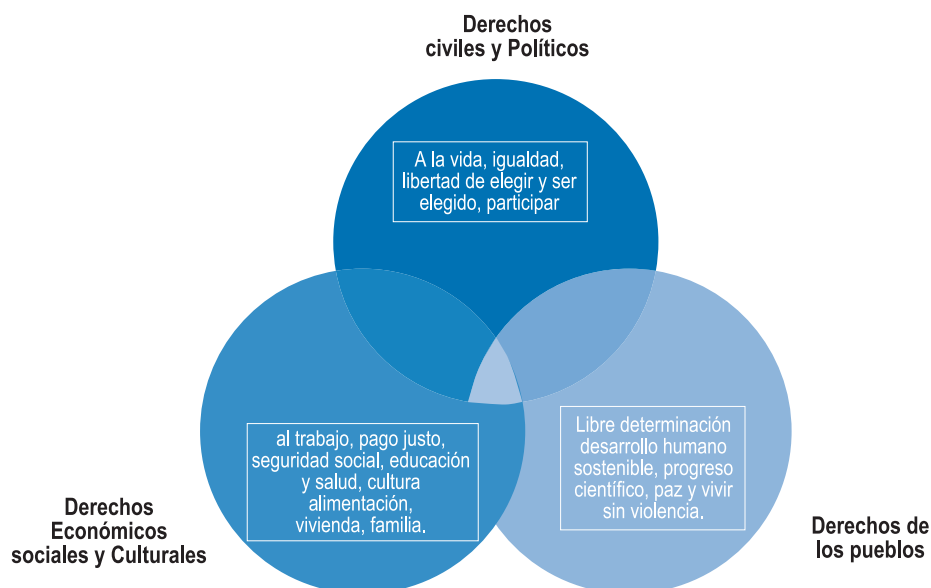 Derechos
civiles y Políticos
A la vida, igualdad,
libertad de elegir y ser
elegido, participar
al trabajo, pago justo,
seguridad social, educación
y salud, cultura
alimentación,
vivienda, familia.
Libre determinación
desarrollo humano
sostenible, progreso
científico, paz y vivir
sin violencia.
Derechos
Económicos
sociales y Culturales
Derechos de
los pueblos